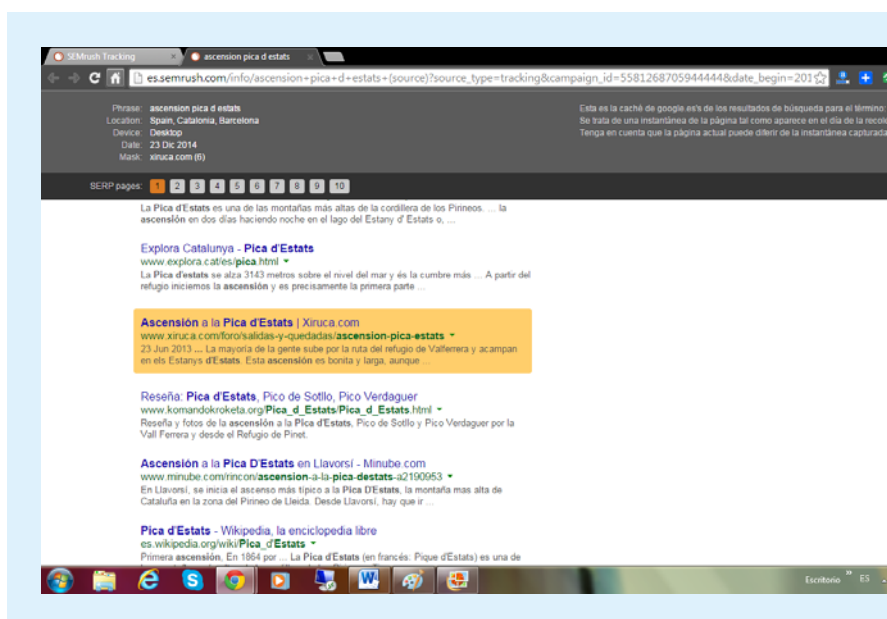 SEMrush Tracking
ascension pica d estats
es.semrush.com/info/ascension+pica+d+estats+(source)?source_type=tracking&campaign_id=55812687059444448&date_begin=201
Phrase: ascension pica d estats
Location: Spain, Catalonia, Barcelona
Device: Desktop
Date: 23 Dic 2014
Mask: xiruca.com (6)
Esta es la caché de google.es's de los resultados de búsqueda para el término:
Se trata de una instantánea de la página tal como aparece en el día de la recole
Tenga en cuenta que la página actual puede diferir de la instantánea capturada
SERP pages: 1 2 3 4 5 6 7 8 9 10
La Pica d'Estats es una de las montañas más altas de la cordillera de los Pirineos. ... la
ascensión en dos días haciendo noche en el lago del Estany d' Estats o, ...
Explora Catalunya - Pica d'Estats
www.explora.cat/es/pica.html
La Pica d'estats se alza 3143 metros sobre el nivel del mar y és la cumbre más ... A partir del
refugio iniciemos la ascensión y es precisamente la primera parte ...
Ascensión a la Pica D'Estats | Xiruca.com
www.xiruca.com/foro/salidas-y-quedadas/ascension-pica-estats
23 Jun 2013 ... La mayoría de la gente sube por la ruta del refugio de Vallferrera y acampan
en els Estanys d'Estats. Esta ascensión es bonita y larga, aunque ...
Reseña: Pica d'Estats, Pico de Sotllo, Pico Verdaguer
www.komandokroketa.org/Pica_d_Estats/Pica_d_Estats.html
Reseña y fotos de la ascensión a la Pica d'Estats, Pico de Sotllo y Pico Verdaguer por la
Vall Ferrera y desde el Refugio de Pinet.
Ascensión a la Pica D'Estats en Llavorsí - Minube.com
www.minube.com/rincon/ascension-a-la-pica-destats-a2190953
En Llavorsí, se inicia el ascenso más típico a la Pica D'Estats, la montaña mas alta de
Cataluña en la zona del Pirineo de Lleida. Desde Llavorsí, hay que ir ...
Pica d'Estats - Wikipedia, la enciclopedia libre
es.wikipedia.org/wiki/Pica_d'Estats
Primera ascensión, En 1864 por ... La Pica d'Estats (en francés: Pique d'Estats) es una de
Escritorio
ES